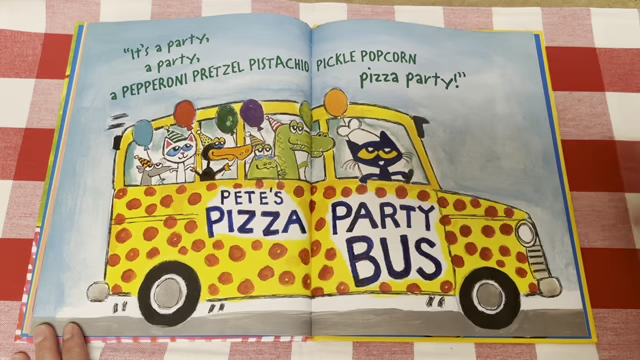 "It's a party,
a party,
a PEPPERONI PRETZEL PISTACHIO PICKLE POPCORN
pizza party!"
PETE'S
PIZZA PARTY
BUS